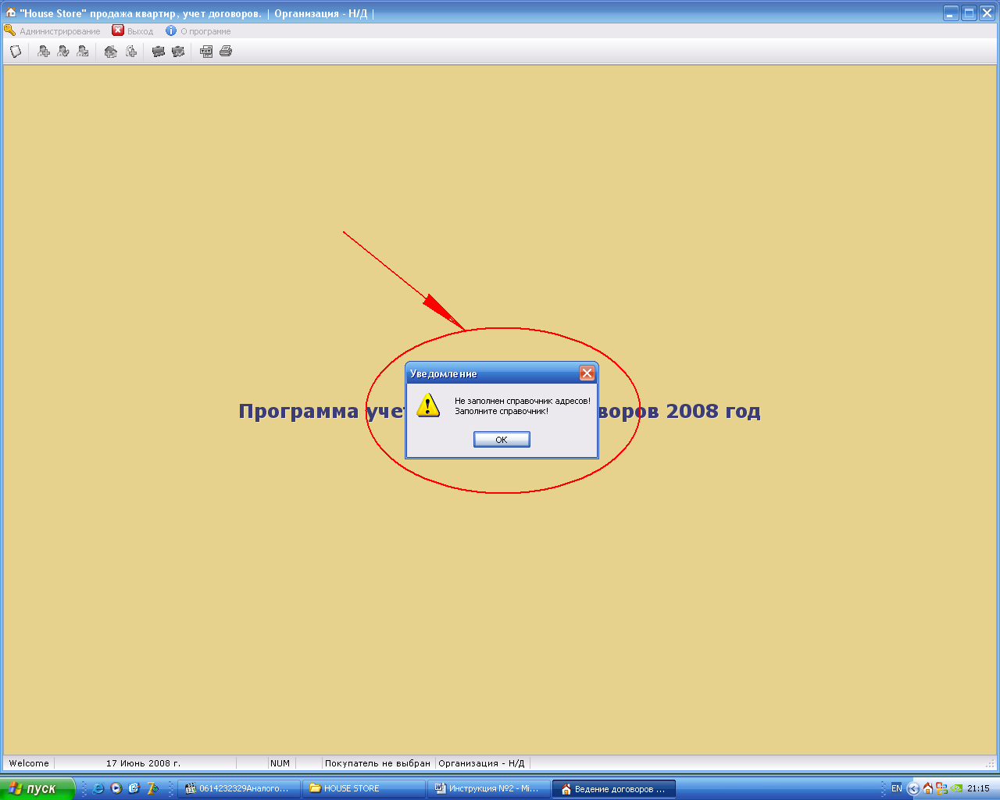 "House Store" продажа квартир, учет договоров. | Организация - Н/Д |
Администрирование Выход О программе
Уведомление
Не заполнен справочник адресов!
Заполните справочник!
Программа учет воров 2008 год
OK
Welcome 17 Июнь 2008 г. NUM Покупатель не выбран Организация - Н/Д
пуск 0614232329Аналого... HOUSE STORE Инструкция №2 - Mi... Ведение договоров ... EN 21:15